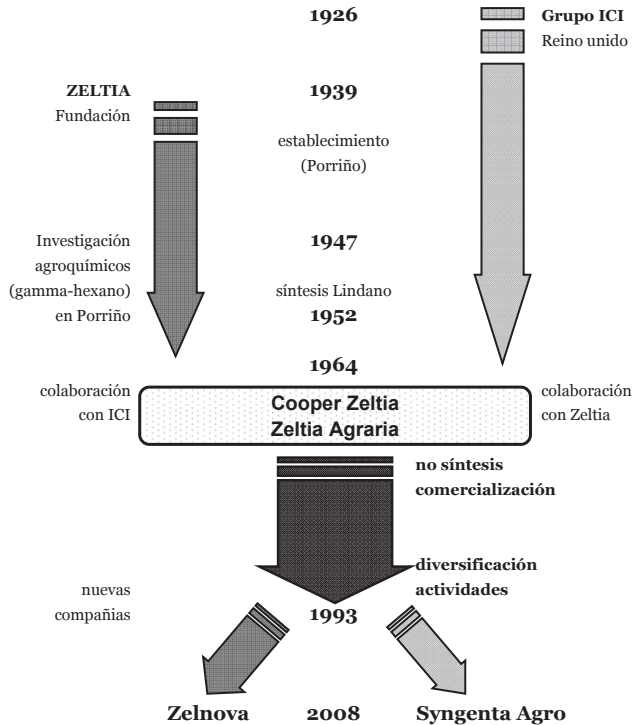 1926
Grupo ICI
Reino unido
ZELTIA
Fundación
1939
establecimiento
(Porriño)
Investigación
agroquímicos
(gamma-hexano)
en Porriño
1947
síntesis Lindano
1952
1964
colaboración
con ICI
Cooper Zeltia
Zeltia Agraria
colaboración
con Zeltia
no síntesis
comercialización
diversificación
actividades
nuevas
compañias
1993
Zelnova
2008
Syngenta Agro